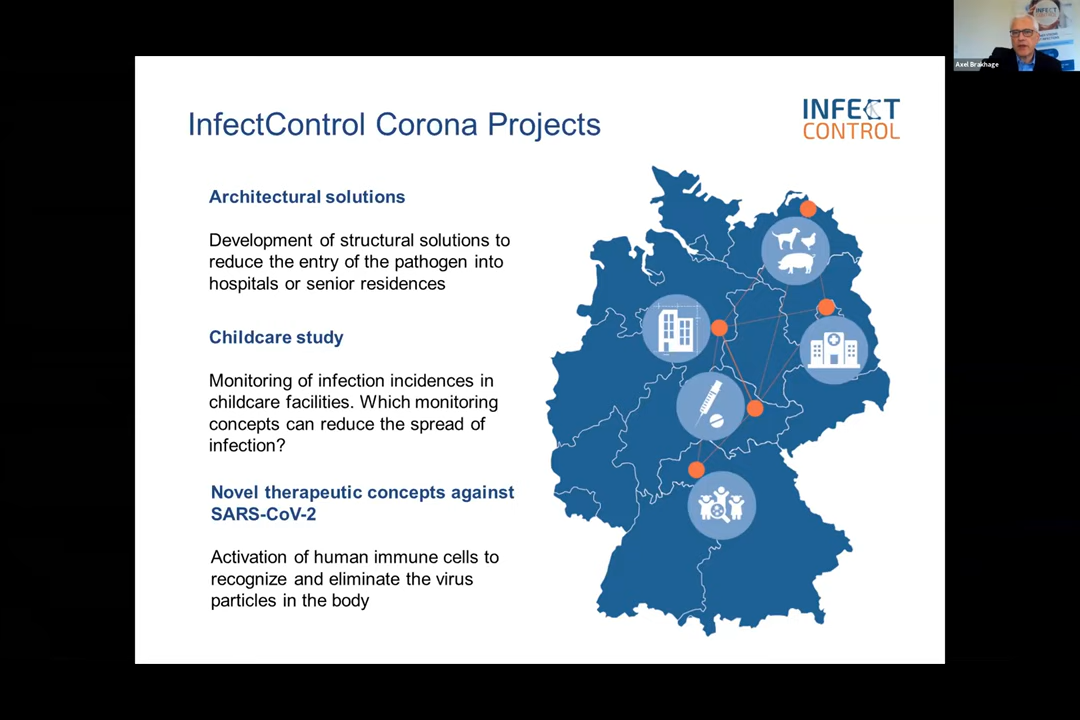 Axel Brakhage
InfectControl Corona Projects
INFECT
CONTROL
Architectural solutions
Development of structural solutions to
reduce the entry of the pathogen into
hospitals or senior residences
Childcare study
Monitoring of infection incidences in
childcare facilities. Which monitoring
concepts can reduce the spread of
infection?
Novel therapeutic concepts against
SARS-CoV-2
Activation of human immune cells to
recognize and eliminate the virus
particles in the body